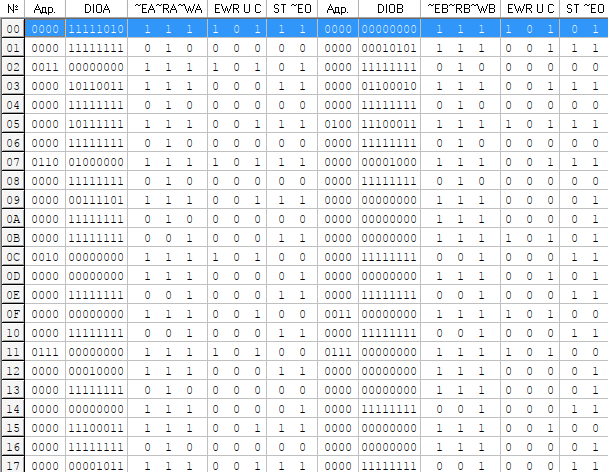 № Адр. DIOA ~EA~RA~WA EWR U C ST ~EO Адр. DIOB ~EB~RB~WB EWR U C ST ~EO
00 0000 11111010 1 1 1 1 0 1 0 1 0000 00000000 1 1 1 1 0 1 0 1
01 0000 11111111 0 1 0 0 0 0 0 0 0000 00010101 1 1 1 0 0 1 1 1
02 0011 00000000 1 1 1 1 0 1 0 1 0000 11111111 0 1 0 0 0 0 0 0
03 0000 10110011 1 1 1 0 0 1 1 1 0000 01100010 1 1 1 0 0 1 1 1
04 0000 11111111 0 1 0 0 0 0 0 0 0000 11111111 0 1 0 0 0 0 0 0
05 0000 10111111 1 1 1 0 0 1 1 1 0100 11100011 1 1 1 1 0 1 1 1
06 0000 11111111 0 1 0 0 0 0 0 0 0000 11111111 0 1 0 0 0 0 0 0
07 0110 01000000 1 1 1 1 0 1 1 1 0000 00001000 1 1 1 0 0 1 1 1
08 0000 11111111 0 1 0 0 0 0 0 0 0000 11111111 0 1 0 0 0 0 0 0
09 0000 00111101 1 1 1 0 0 1 1 1 0000 00000000 1 1 1 0 0 0 0 1
0A 0000 11111111 0 1 0 0 0 0 0 0 0000 00000000 1 1 1 0 0 0 0 1
0B 0000 11111111 0 0 1 0 0 0 1 1 0000 00000000 1 1 1 1 0 1 0 1
0C 0010 00000000 1 1 1 1 0 1 0 1 0000 11111111 0 0 1 0 0 0 1 1
0D 0000 00000000 1 1 1 0 0 0 0 1 0000 00000000 1 1 1 0 0 0 0 1
0E 0000 11111111 0 0 1 0 0 0 1 1 0000 11111111 0 0 1 0 0 0 1 1
0F 0000 00000000 1 1 1 0 0 1 0 0 0011 00000000 1 1 1 1 0 1 0 0
10 0000 11111111 0 0 1 0 0 0 1 1 0000 11111111 0 0 1 0 0 0 1 1
11 0111 00000000 1 1 1 1 0 1 0 0 0111 00000000 1 1 1 1 0 1 0 0
12 0000 00010000 1 1 1 0 0 0 1 1 0000 00000000 1 1 1 0 0 0 0 1
13 0000 11111111 0 1 0 0 0 0 0 0 0000 00000000 1 1 1 0 0 0 0 1
14 0000 00000000 1 1 1 0 0 0 0 1 0000 11111111 0 0 1 0 0 0 1 1
15 0000 11100011 1 1 1 0 0 1 1 1 0000 00000000 1 1 1 0 0 1 0 0
16 0000 11111111 0 1 0 0 0 0 0 0 0000 00000000 1 1 1 0 0 0 0 1
17 0000 00001011 1 1 1 0 0 1 1 1 0000 11111111 0 0 1 0 0 0 1 1